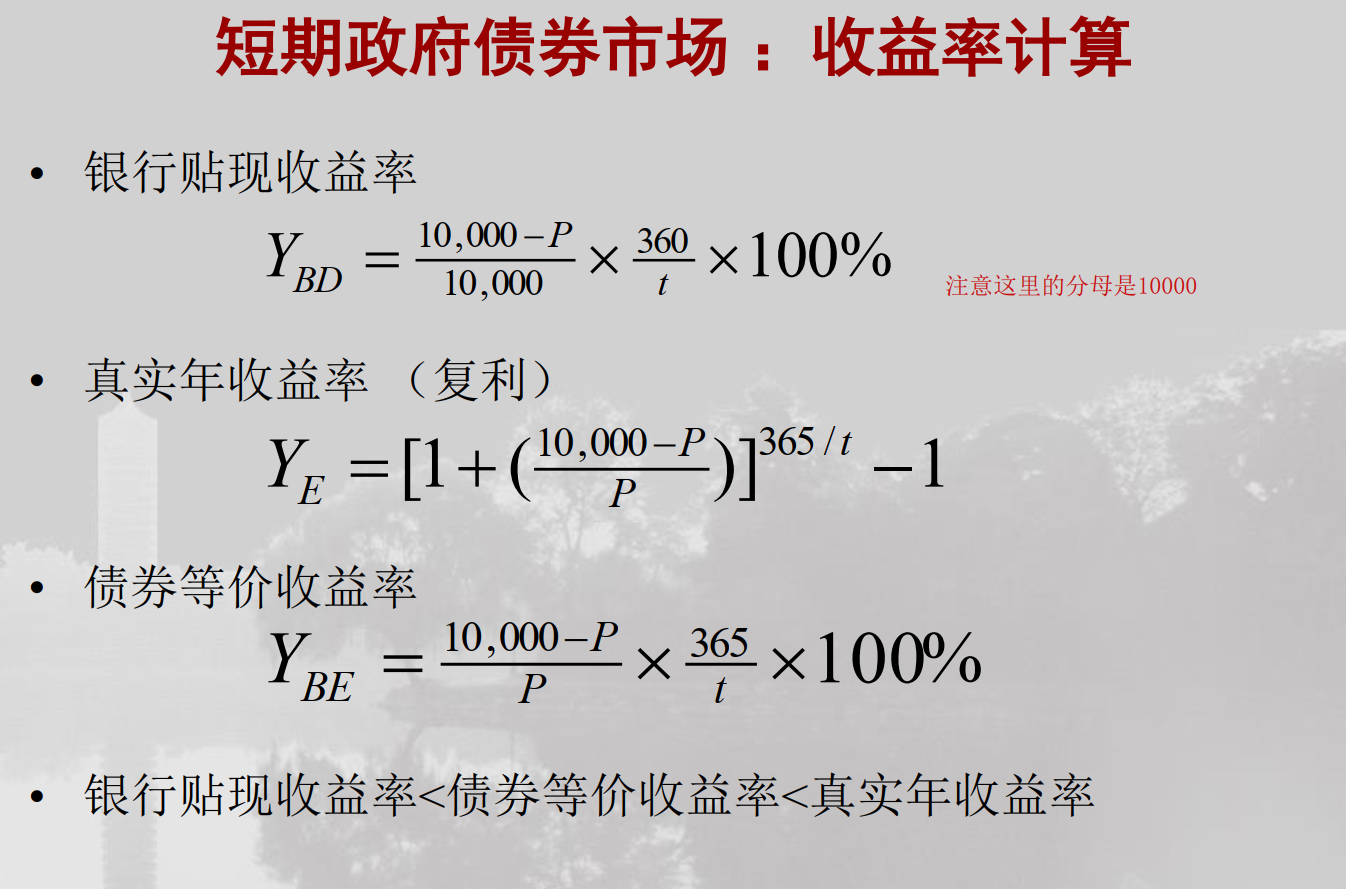 短期政府债券市场 ：收益率计算
• 银行贴现收益率
Y_{BD} = \frac{10,000-P}{10,000} × \frac{360}{t} × 100%
注意这里的分母是10000
• 真实年收益率 （复利）
Y_E = [1+(\frac{10,000-P}{P})]^{365/t} -1
• 债券等价收益率
Y_{BE} = \frac{10,000-P}{P} × \frac{365}{t} × 100%
• 银行贴现收益率<债券等价收益率<真实年收益率